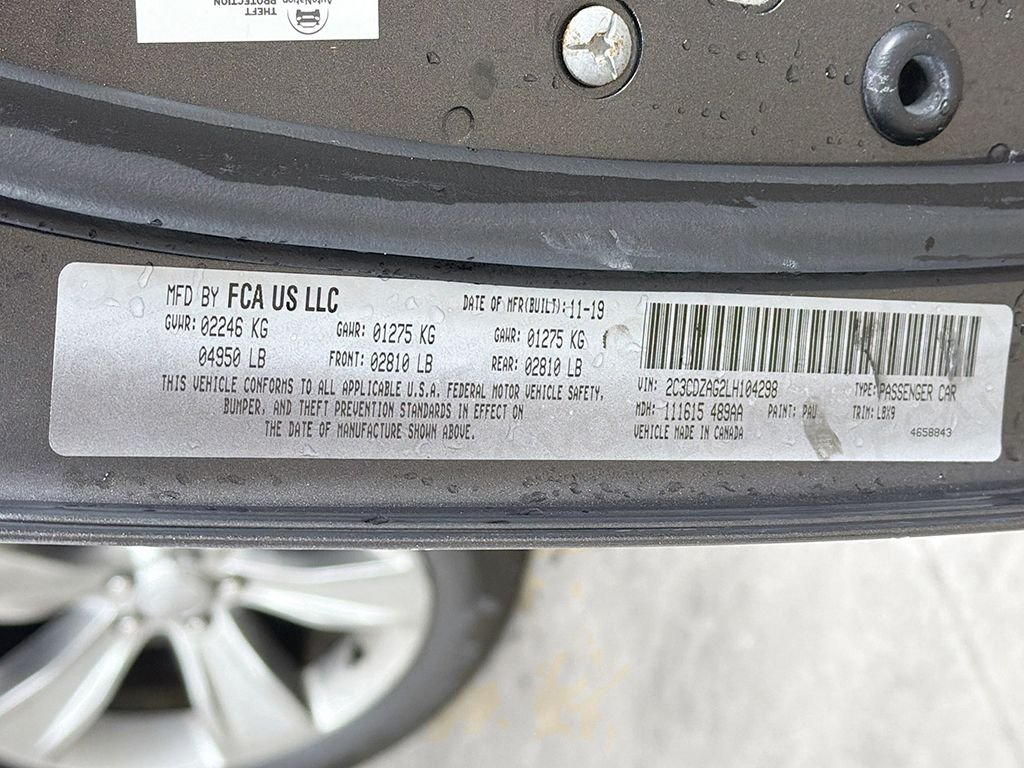 AutoNation PROTECTION
THEFT
MFD BY FCA US LLC DATE OF MFR(BUILT): 11-19
GVWR: 02246 KG GAWR: 01275 KG GAWR: 01275 KG
04950 LB FRONT: 02810 LB REAR: 02810 LB
THIS VEHICLE CONFORMS TO ALL APPLICABLE U.S.A. FEDERAL MOTOR VEHICLE SAFETY,
BUMPER, AND THEFT PREVENTION STANDARDS IN EFFECT ON
THE DATE OF MANUFACTURE SHOWN ABOVE.
VIN: 2C3CDZAG2LH104298 TYPE: PASSENGER CAR
MDH: 111615 489AA PAINT: PAU TRIM: LBX9
VEHICLE MADE IN CANADA 4658843